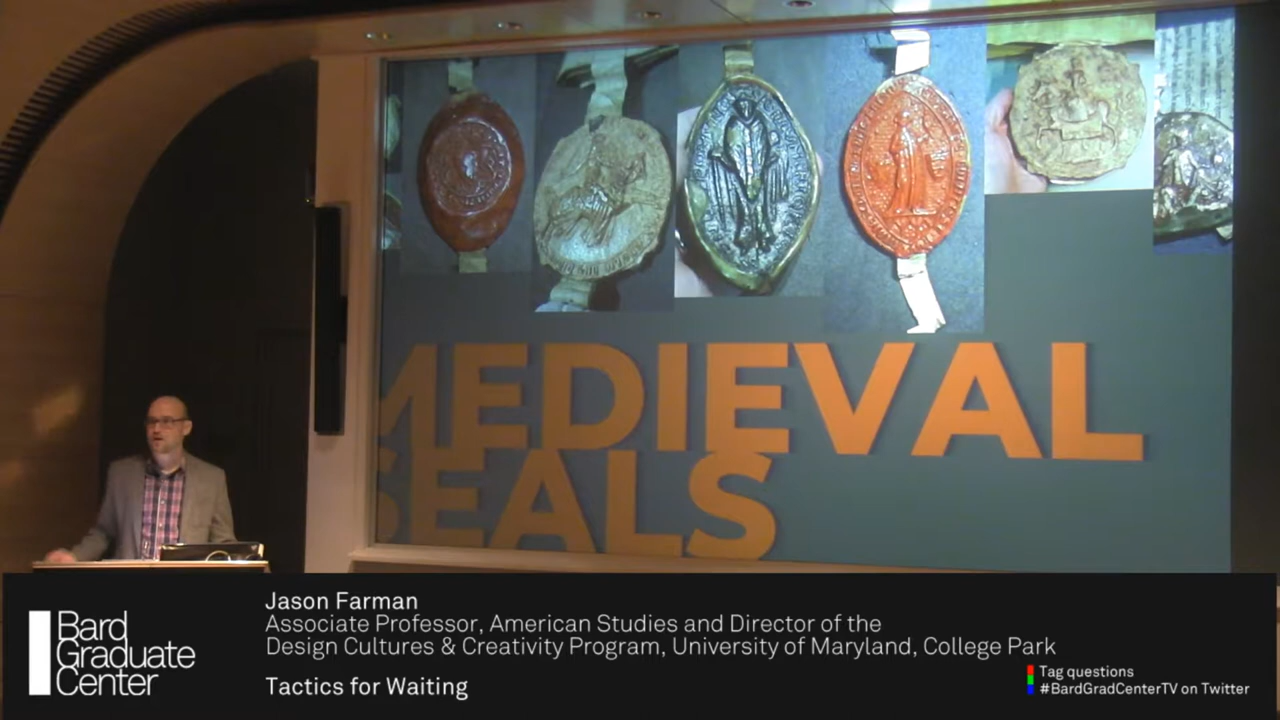 MEDIEVAL
SEALS
Bard
Graduate
Center
Jason Farman
Associate Professor, American Studies and Director of the
Design Cultures & Creativity Program, University of Maryland, College Park
Tactics for Waiting
Tag questions
#BardGradCenterTV on Twitter